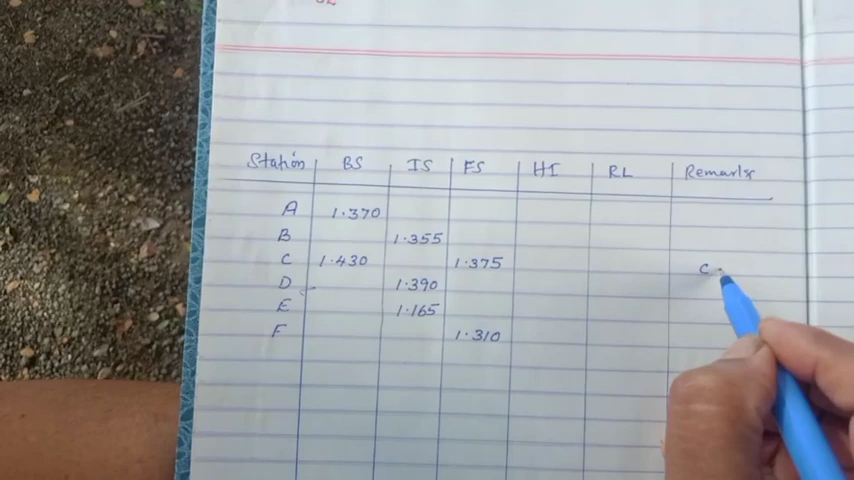 Station BS IS FS HI RL Remarks
A 1.370
B 1.355
C 1.430 1.375 C
D 1.390
E 1.165
F 1.310